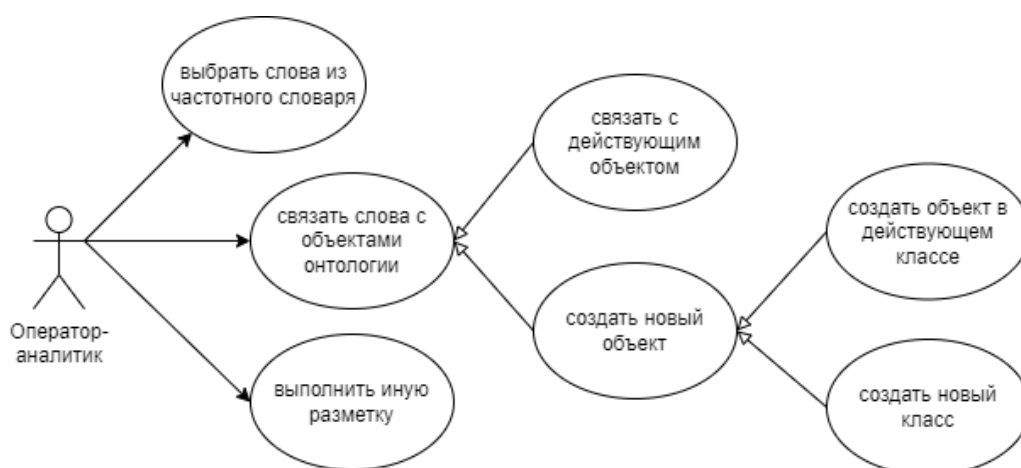 выбрать слова из
частотного словаря
связать с
действующим
объектом
связать слова с
объектами
онтологии
создать объект в
действующем
классе
Оператор-
аналитик
создать новый
объект
выполнить иную
разметку
создать новый
класс